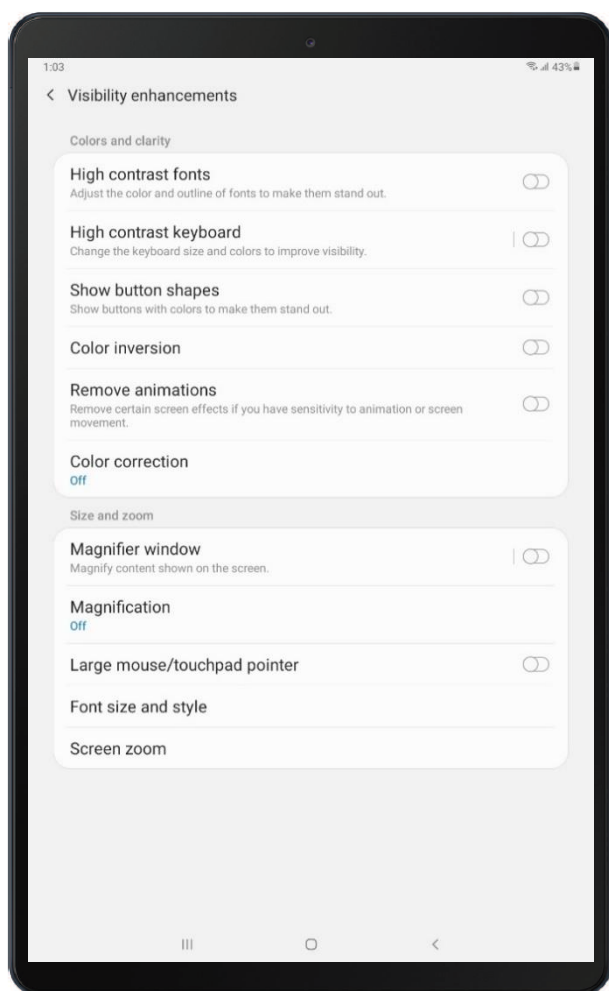 1:03
43%
Visibility enhancements
Colors and clarity
High contrast fonts
Adjust the color and outline of fonts to make them stand out.
High contrast keyboard
Change the keyboard size and colors to improve visibility.
Show button shapes
Show buttons with colors to make them stand out.
Color inversion
Remove animations
Remove certain screen effects if you have sensitivity to animation or screen
movement.
Color correction
Off
Size and zoom
Magnifier window
Magnify content shown on the screen.
Magnification
Off
Large mouse/touchpad pointer
Font size and style
Screen zoom